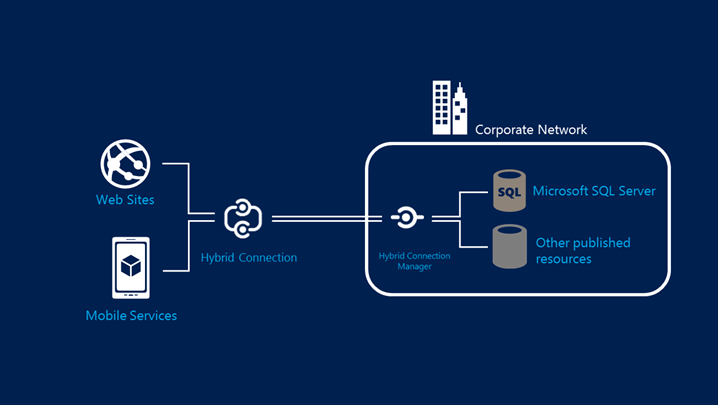 Corporate Network
Web Sites
SQL
Microsoft SQL Server
Hybrid Connection
Hybrid Connection
Manager
Other published
resources
Mobile Services